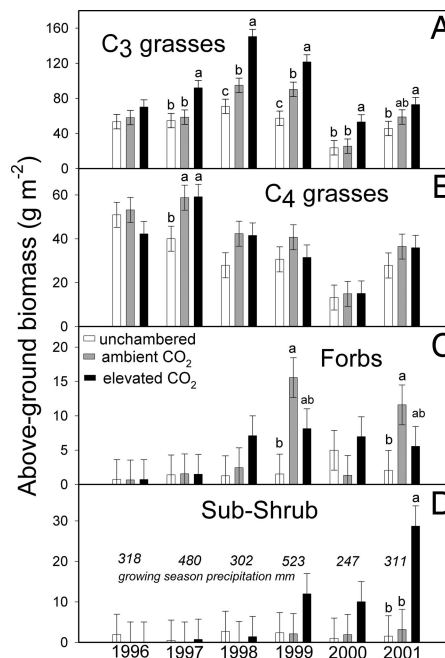 A
C3 grasses
160
120
80
40
0
b b a
c b a
c b a
b b a
b ab a
B
C4 grasses
60
40
20
0
b a a
Above-ground biomass (g m-2)
C
Forbs
unchambered
ambient CO2
elevated CO2
20
15
10
5
0
b a ab
b a ab
D
Sub-Shrub
30
20
10
0
318 480 302 523 247 311
growing season precipitation mm
b b a
1996 1997 1998 1999 2000 2001